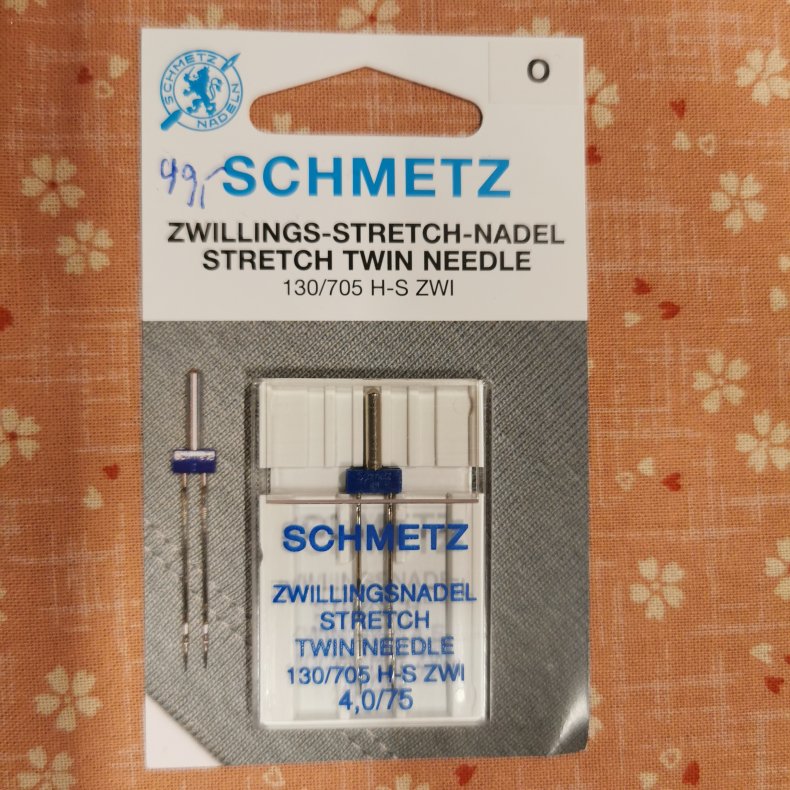 SCHMETZ
NADELN
O
49,-
SCHMETZ
ZWILLINGS-STRETCH-NADEL
STRETCH TWIN NEEDLE
130/705 H-S ZWI
SCHMETZ
SCHMETZ
ZWILLINGSNADEL
STRETCH
TWIN NEEDLE
130/705 H-S ZWI
4,0/75